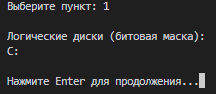 Выберите пункт: 1
Логические диски (битовая маска):
C:
Нажмите Enter для продолжения...